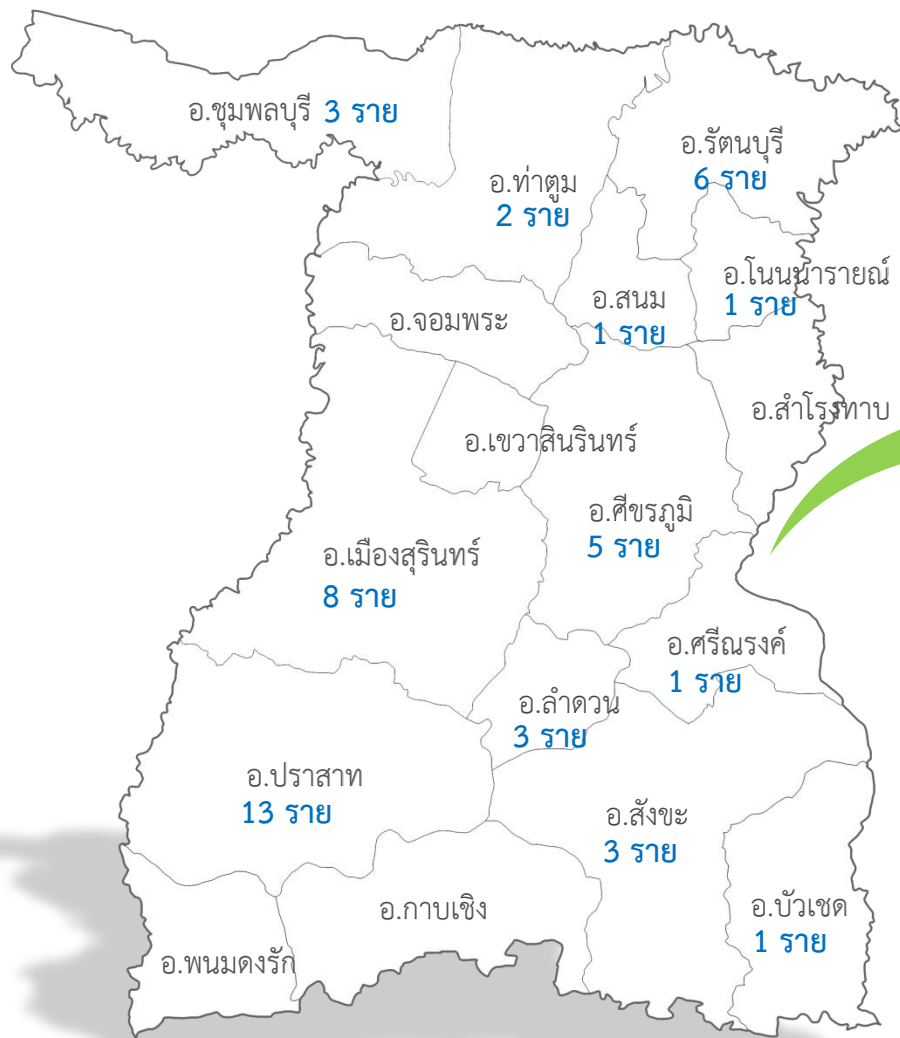 อ.ชุมพลบุรี 3 ราย
อ.รัตนบุรี
6 ราย
อ.ท่าตูม
2 ราย
อ.โนนนารายณ์
1 ราย
อ.สนม
1 ราย
อ.จอมพระ
อ.สำโรงทาบ
อ.เขวาสินรินทร์
อ.ศีขรภูมิ
5 ราย
อ.เมืองสุรินทร์
8 ราย
อ.ศรีณรงค์
1 ราย
อ.ลำดวน
3 ราย
อ.ปราสาท
13 ราย
อ.สังขะ
3 ราย
อ.บัวเชด
1 ราย
อ.กาบเชิง
อ.พนมดงรัก